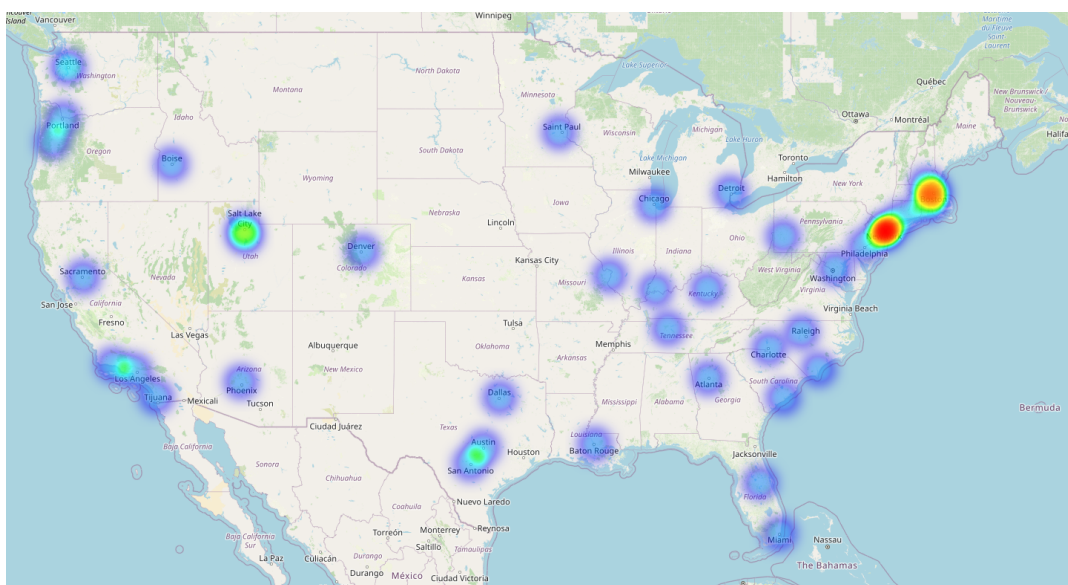 Vancouver
Island
Vancouver
Winnipeg
Maritime
du Fleuve
Saint-
Laurent
Seattle
Washington
Montana
North Dakota
Minnesota
Lake Superior
Québec
New Brunswick /
Nouveau-
Brunswick
Ottawa
Montréal
Maine
Halifa
Portland
Oregon
Idaho
Boise
South Dakota
Saint Paul
Wisconsin
Michigan
Lake Huron
Lake Michigan
Toronto
Hamilton
Milwaukee
New York
Wyoming
Detroit
Chicago
Iowa
Nebraska
Lincoln
Salt Lake
City
Utah
Denver
Colorado
Pennsylvania
Ohio
Illinois
Indiana
Philadelphia
Sacramento
Nevada
Kansas
Kansas City
Missouri
West Virginia
Washington
Virginia
Kentucky
California
San Jose
Fresno
Virginia Beach
Las Vegas
Tulsa
Oklahoma
Albuquerque
New Mexico
Memphis
Tennessee
Raleigh
Charlotte
Arkansas
Los Angeles
Arizona
Phoenix
Tucson
Tijuana
Mexicali
Dallas
Atlanta
South Carolina
Mississippi
Alabama
Georgia
Bermuda
Ciudad Juárez
Texas
Austin
San Antonio
Houston
Louisiana
Baton Rouge
Jacksonville
Baja California
Sonora
Chihuahua
Florida
Nuevo Laredo
Coahuila
Torreón
Monterrey
Reynosa
Miami
Nassau
The Bahamas
Baja California
Sur
La Paz
Culiacán
Saltillo
Tamaulipas
Durango
Durango
México
Ciudad Victoria